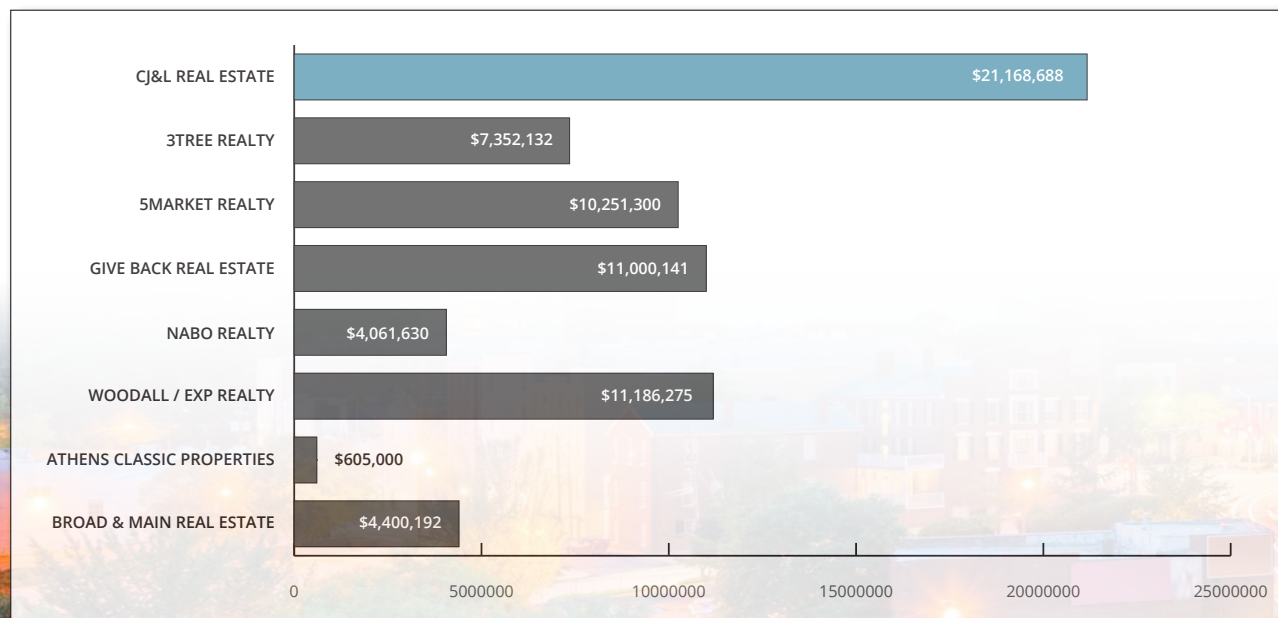 CJ&L REAL ESTATE $21,168,688
3TREE REALTY $7,352,132
5MARKET REALTY $10,251,300
GIVE BACK REAL ESTATE $11,000,141
NABO REALTY $4,061,630
WOODALL / EXP REALTY $11,186,275
ATHENS CLASSIC PROPERTIES $605,000
BROAD & MAIN REAL ESTATE $4,400,192
0 5000000 10000000 15000000 20000000 25000000